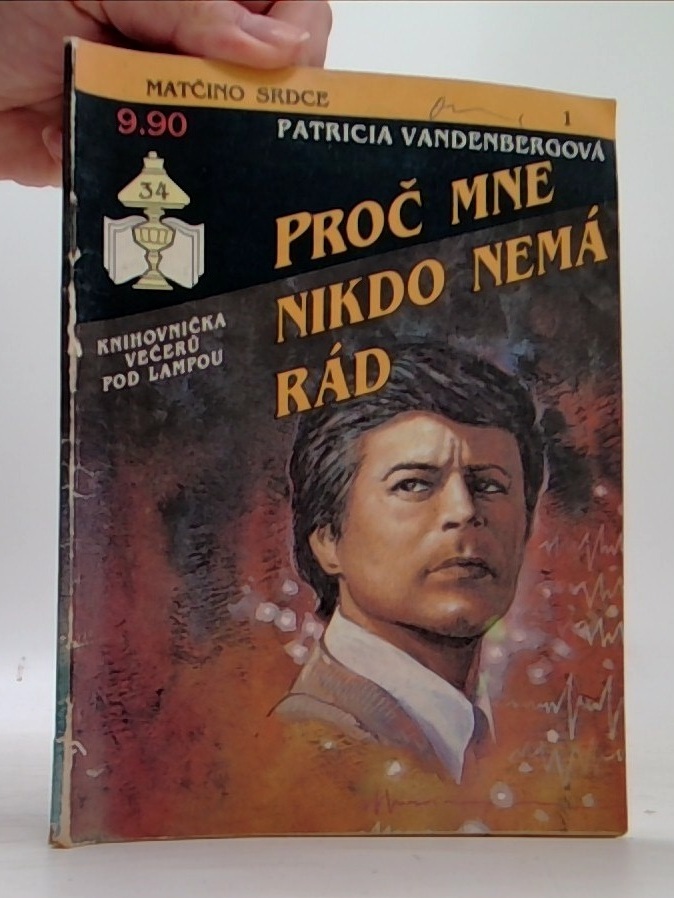 MATČINO SRDCE
1
9.90
PATRICIA VANDENBERGOVÁ
34
PROČ MNE
NIKDO NEMÁ
RÁD
KNIHOVNIČKA
VEČERŮ
POD LAMPOU